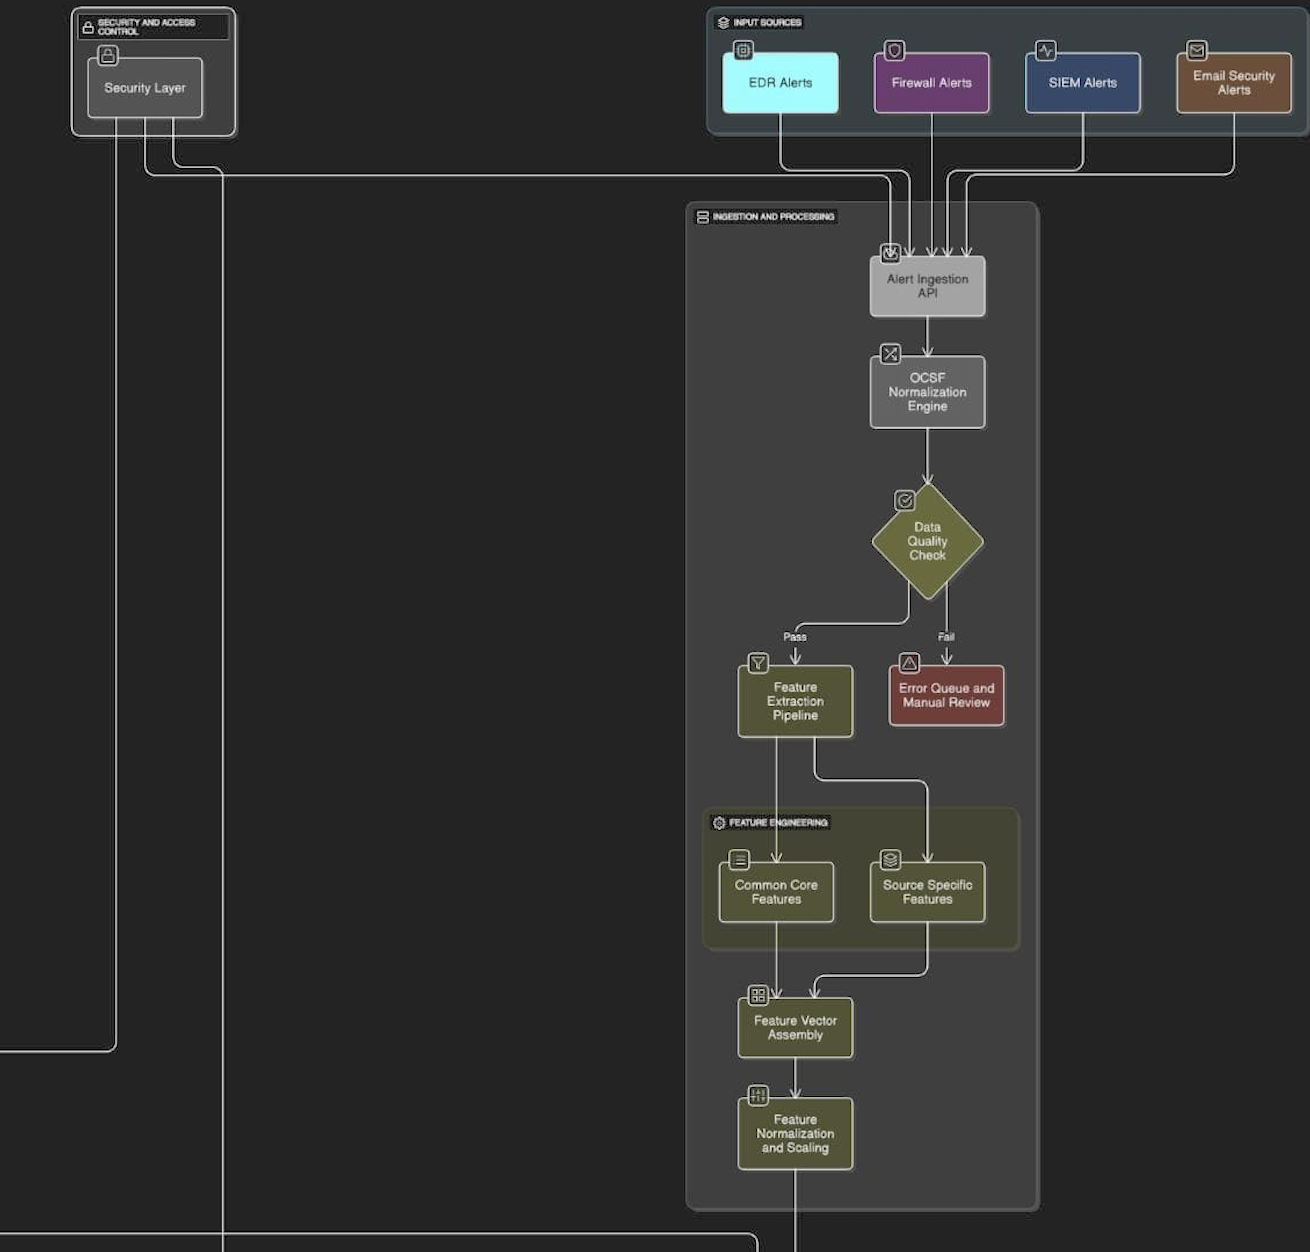 SECURITY AND ACCESS
CONTROL
Security Layer
INPUT SOURCES
EDR Alerts
Firewall Alerts
SIEM Alerts
Email Security
Alerts
INGESTION AND PROCESSING
Alert Ingestion
API
OCSF
Normalization
Engine
Data
Quality
Check
Pass
Fail
Feature
Extraction
Pipeline
Error Queue and
Manual Review
FEATURE ENGINEERING
Common Core
Features
Source Specific
Features
Feature Vector
Assembly
Feature
Normalization
and Scaling